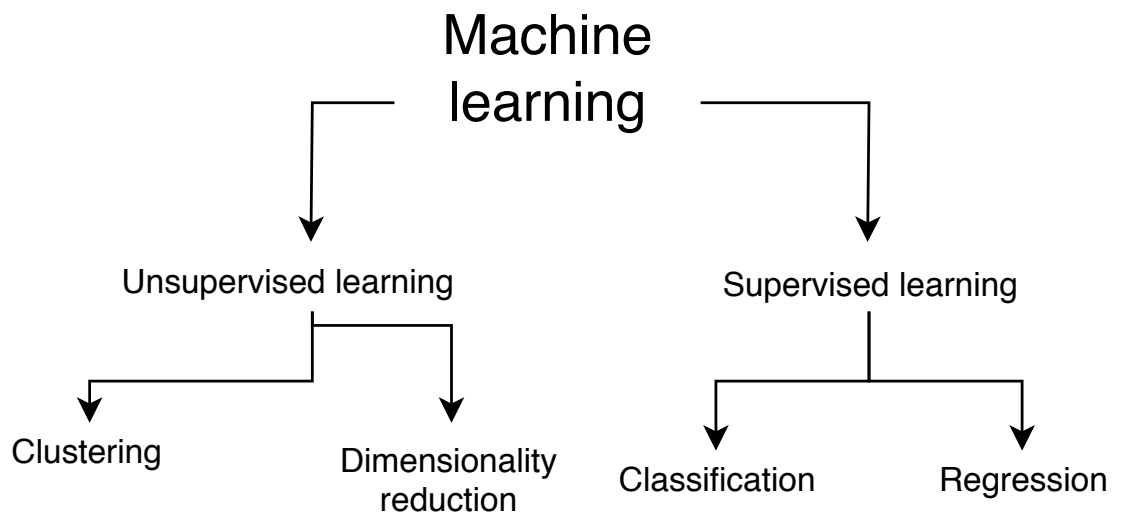 Machine
learning
Unsupervised learning
Supervised learning
Clustering
Dimensionality
reduction
Classification
Regression